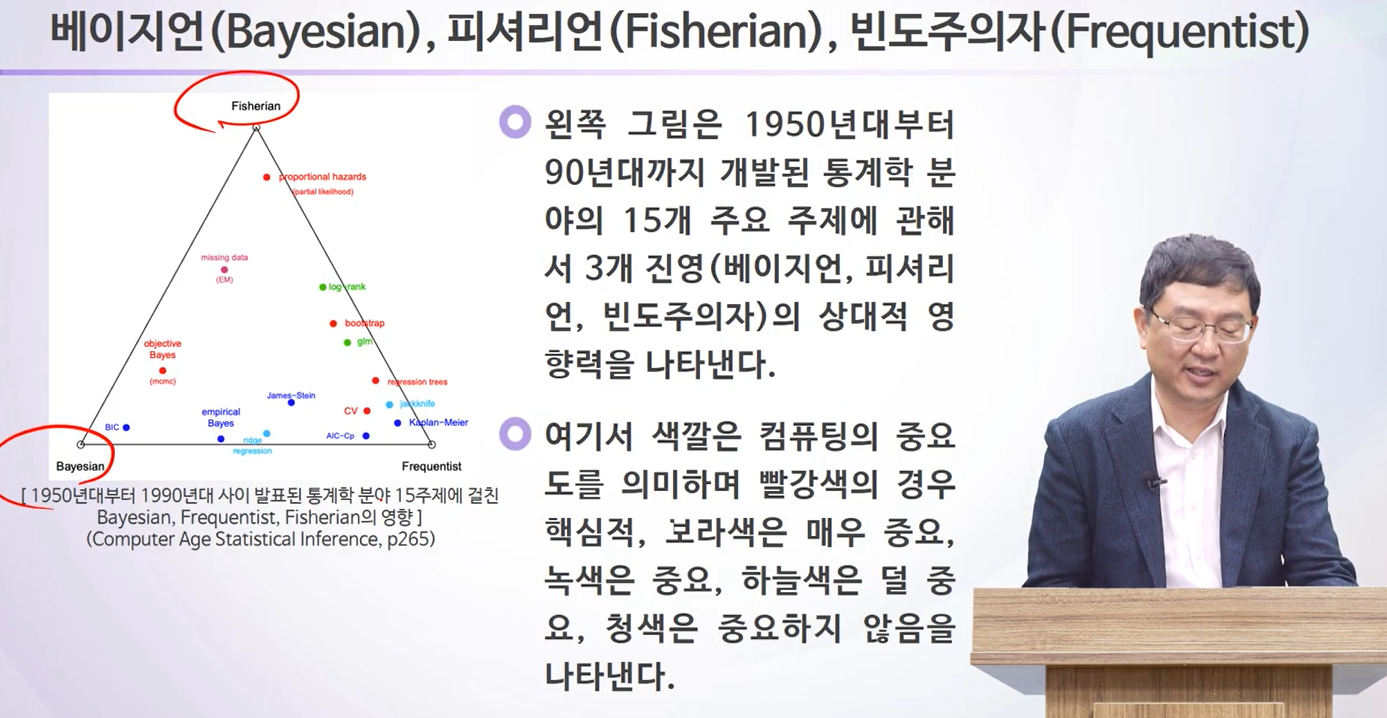 베이지언(Bayesian), 피셔리언(Fisherian), 빈도주의자(Frequentist)
Fisherian
proportional hazards
(partial likelihood)
missing data
(EM)
log-rank
bootstrap
glm
objective
Bayes
(mcmc)
regression trees
James-Stein
jackknife
CV
empirical
Bayes
Kaplan-Meier
BIC
ridge
regression
AIC-Cp
Bayesian
Frequentist
[ 1950년대부터 1990년대 사이 발표된 통계학 분야 15주제에 걸친
Bayesian, Frequentist, Fisherian의 영향 ]
(Computer Age Statistical Inference, p265)
왼쪽 그림은 1950년대부터
90년대까지 개발된 통계학 분
야의 15개 주요 주제에 관해
서 3개 진영(베이지언, 피셔리
언, 빈도주의자)의 상대적 영
향력을 나타낸다.
여기서 색깔은 컴퓨팅의 중요
도를 의미하며 빨강색의 경우
핵심적, 보라색은 매우 중요,
녹색은 중요, 하늘색은 덜 중
요, 청색은 중요하지 않음을
나타낸다.